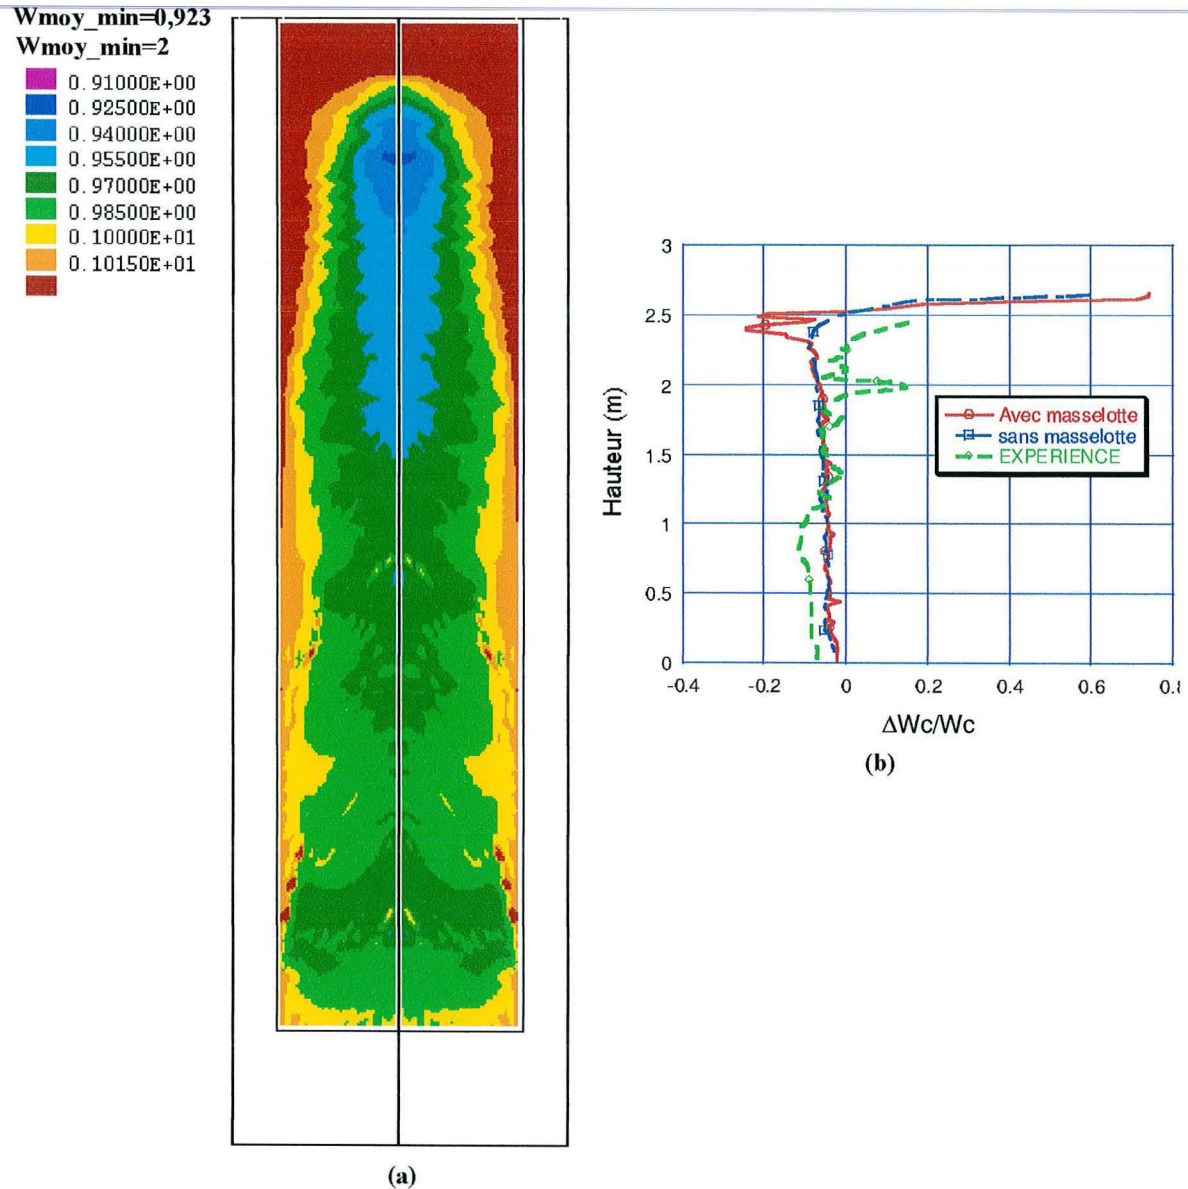 Wmoy_min=0,923
Wmoy_min=2
0.91000E+00
0.92500E+00
0.94000E+00
0.95500E+00
0.97000E+00
0.98500E+00
0.10000E+01
0.10150E+01
(a)
3
2.5
2
1.5
1
0.5
0
Hauteur (m)
-0.4 -0.2 0 0.2 0.4 0.6 0.8
ΔWc/Wc
Avec masselotte
sans masselotte
EXPERIENCE
(b)